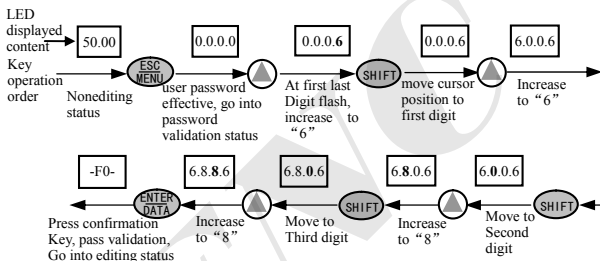 LED
displayed
content
50.00
0.0.0.0
0.0.0.6
0.0.0.6
6.0.0.6
Key
operation
order
ESC
MENU
SHIFT
Nonediting
status
user password
effective, go into
password
validation status
At first last
Digit flash,
increase to
“6”
move cursor
position to
first digit
Increase
to “6”
-F0-
6.8.8.6
6.8.0.6
6.8.0.6
6.0.0.6
ENTER
DATA
SHIFT
SHIFT
Press confirmation
Key, pass validation,
Go into editing status
Increase
to “8”
Move to
Third digit
Increase
to “8”
Move to
Second
digit